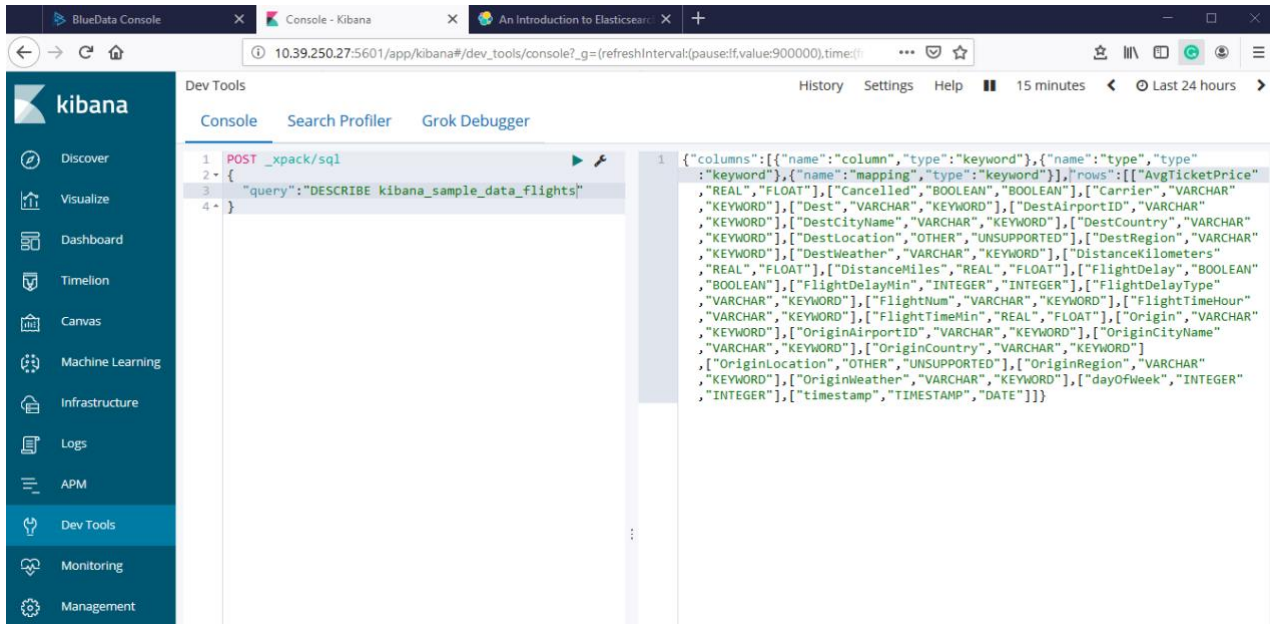 BlueData Console
Console - Kibana
An Introduction to Elasticsearc
10.39.250.27:5601/app/kibana#/dev_tools/console?_g=(refreshInterval:(pause:!f,value:900000),time:(fr
kibana
Dev Tools
History Settings Help 15 minutes Last 24 hours
Console Search Profiler Grok Debugger
Discover
Visualize
Dashboard
Timelion
Canvas
Machine Learning
Infrastructure
Logs
APM
Dev Tools
Monitoring
Management
1 POST _xpack/sql
2 {
3 "query":"DESCRIBE kibana_sample_data_flights"
4 }
1 {"columns":[{"name":"column","type":"keyword"},{"name":"type","type"
:"keyword"},{"name":"mapping","type":"keyword"}],"rows":[["AvgTicketPrice"
,"REAL","FLOAT"],["Cancelled","BOOLEAN","BOOLEAN"],["Carrier","VARCHAR"
,"KEYWORD"],["Dest","VARCHAR","KEYWORD"],["DestAirportID","VARCHAR"
,"KEYWORD"],["DestCityName","VARCHAR","KEYWORD"],["DestCountry","VARCHAR"
,"KEYWORD"],["DestLocation","OTHER","UNSUPPORTED"],["DestRegion","VARCHAR"
,"KEYWORD"],["DestWeather","VARCHAR","KEYWORD"],["DistanceKilometers"
,"REAL","FLOAT"],["DistanceMiles","REAL","FLOAT"],["FlightDelay","BOOLEAN"
,"BOOLEAN"],["FlightDelayMin","INTEGER","INTEGER"],["FlightDelayType"
,"VARCHAR","KEYWORD"],["FlightNum","VARCHAR","KEYWORD"],["FlightTimeHour"
,"VARCHAR","KEYWORD"],["FlightTimeMin","REAL","FLOAT"],["Origin","VARCHAR"
,"KEYWORD"],["OriginAirportID","VARCHAR","KEYWORD"],["OriginCityName"
,"VARCHAR","KEYWORD"],["OriginCountry","VARCHAR","KEYWORD"]
,["OriginLocation","OTHER","UNSUPPORTED"],["OriginRegion","VARCHAR"
,"KEYWORD"],["OriginWeather","VARCHAR","KEYWORD"],["dayOfWeek","INTEGER"
,"INTEGER"],["timestamp","TIMESTAMP","DATE"]]}